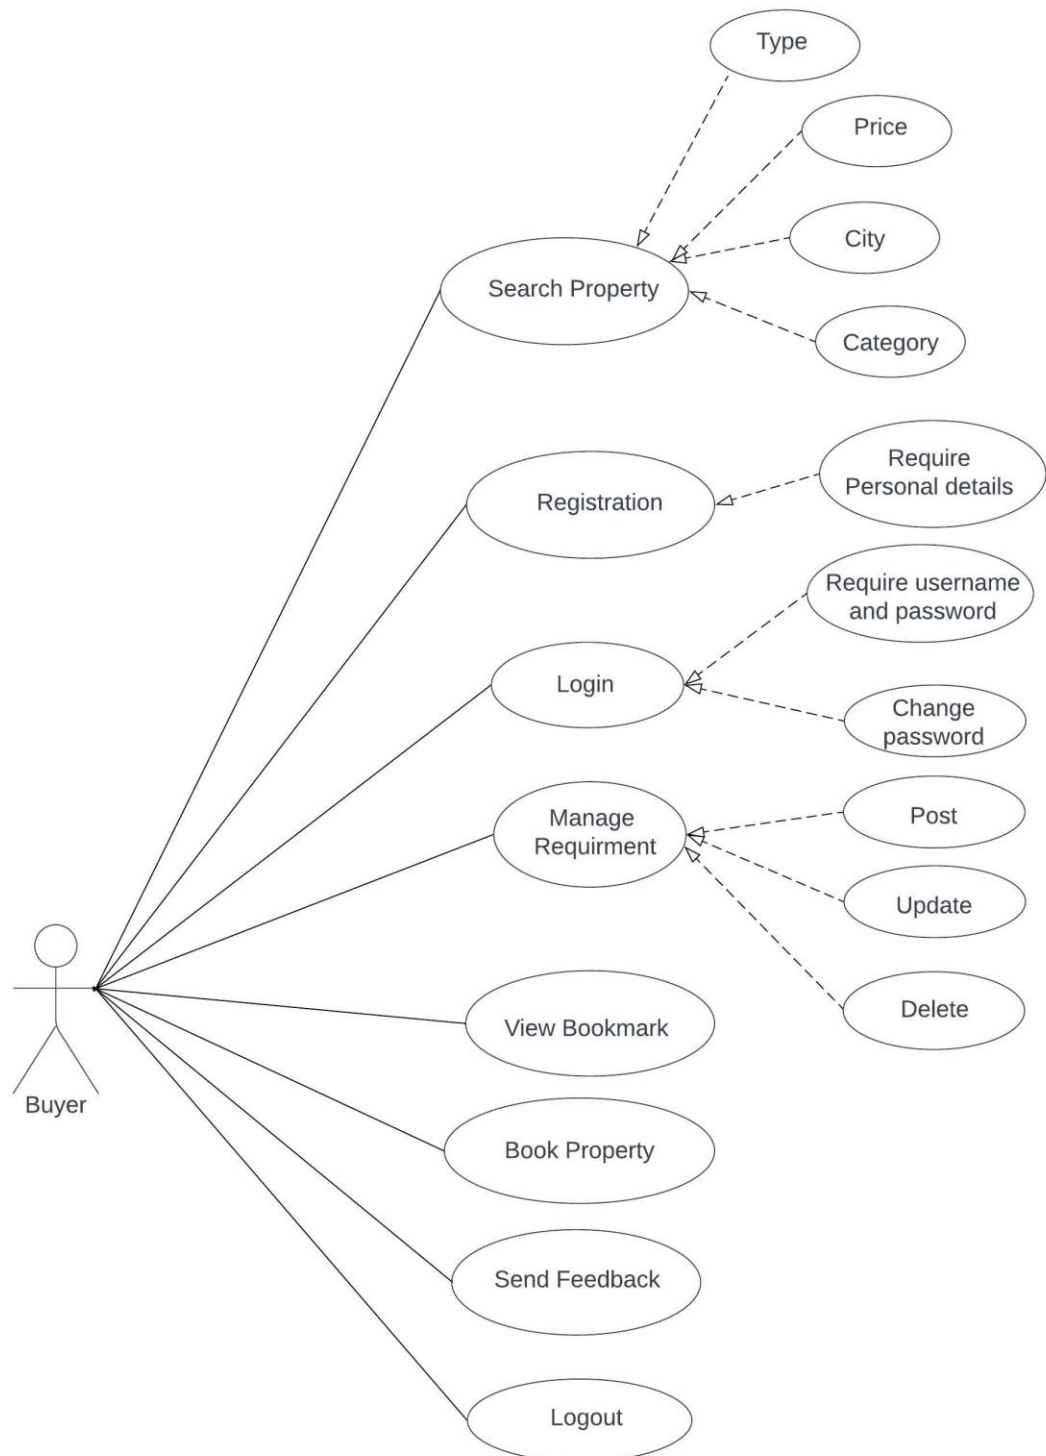 Type
Price
City
Search Property
Category
Require
Personal details
Registration
Require username
and password
Login
Change
password
Manage
Requirment
Post
Update
Delete
View Bookmark
Buyer
Book Property
Send Feedback
Logout